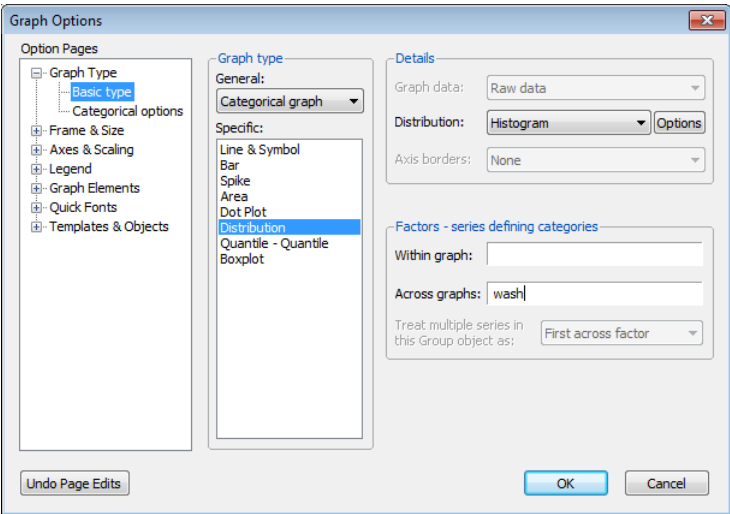 Graph Options
Option Pages
Graph Type
Basic type
Categorical options
Frame & Size
Axes & Scaling
Legend
Graph Elements
Quick Fonts
Templates & Objects
Graph type
General:
Categorical graph
Specific:
Line & Symbol
Bar
Spike
Area
Dot Plot
Distribution
Quantile - Quantile
Boxplot
Details
Graph data: Raw data
Distribution: Histogram Options
Axis borders: None
Factors - series defining categories
Within graph:
Across graphs: wash
Treat multiple series in
this Group object as: First across factor
Undo Page Edits
OK
Cancel